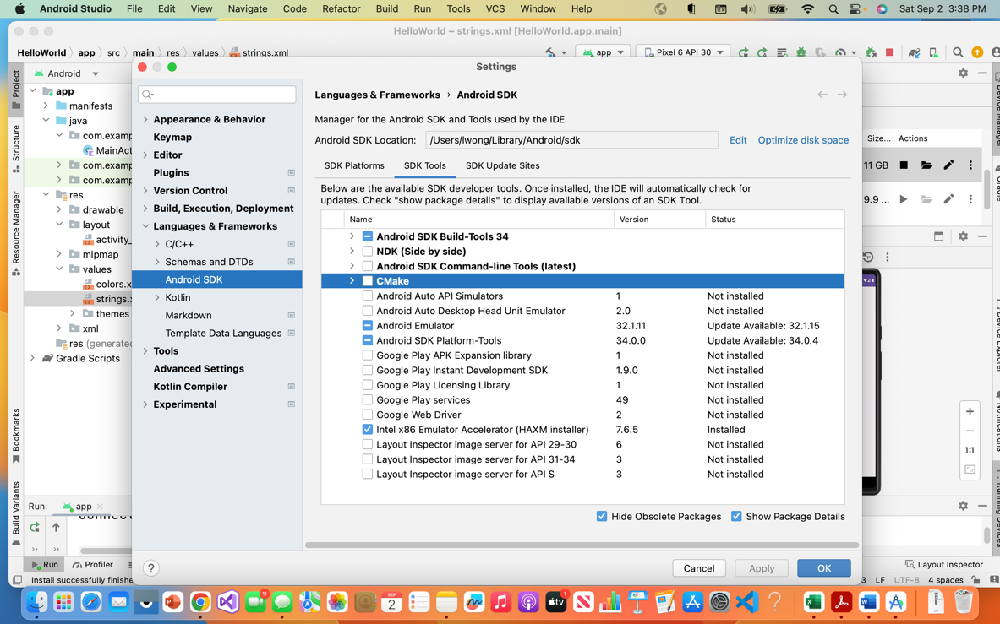 Android Studio File Edit View Navigate Code Refactor Build Run Tools VCS Window Help Sat Sep 2 3:38 PM
HelloWorld – strings.xml [HelloWorld.app.main]
HelloWorld app src main res values strings.xml app Pixel 6 API 30
Settings
Project
Android
app
manifests
java
com.examp
MainAct
com.examp
com.examp
res
drawable
layout
activity_
mipmap
values
colors.x
strings.x
themes
xml
res (generated
Gradle Scripts
Structure
Resource Manager
Bookmarks
Build Variants
Appearance & Behavior
Keymap
Editor
Plugins
Version Control
Build, Execution, Deployment
Languages & Frameworks
C/C++
Schemas and DTDs
Android SDK
Kotlin
Markdown
Template Data Languages
Tools
Advanced Settings
Kotlin Compiler
Experimental
Languages & Frameworks › Android SDK
Manager for the Android SDK and Tools used by the IDE
Android SDK Location: /Users/lwong/Library/Android/sdk Edit Optimize disk space
SDK Platforms SDK Tools SDK Update Sites
Below are the available SDK developer tools. Once installed, the IDE will automatically check for
updates. Check "show package details" to display available versions of an SDK Tool.
Name Version Status
Android SDK Build-Tools 34
NDK (Side by side)
Android SDK Command-line Tools (latest)
CMake
Android Auto API Simulators 1 Not installed
Android Auto Desktop Head Unit Emulator 2.0 Not installed
Android Emulator 32.1.11 Update Available: 32.1.15
Android SDK Platform-Tools 34.0.0 Update Available: 34.0.4
Google Play APK Expansion library 1 Not installed
Google Play Instant Development SDK 1.9.0 Not installed
Google Play Licensing Library 1 Not installed
Google Play services 49 Not installed
Google Web Driver 2 Not installed
Intel x86 Emulator Accelerator (HAXM installer) 7.6.5 Installed
Layout Inspector image server for API 29-30 6 Not installed
Layout Inspector image server for API 31-34 3 Not installed
Layout Inspector image server for API S 3 Not installed
Hide Obsolete Packages Show Package Details
? Cancel Apply OK
Size... Actions
11 GB
9.9 ...
1:1
Device Manager
Gradle
Device Explorer
Notifications
Running Devices
Run: app
Run Profiler Layout Inspector
Install successfully finishe LF UTF-8 4 spaces
11
SEP
2
tv
1